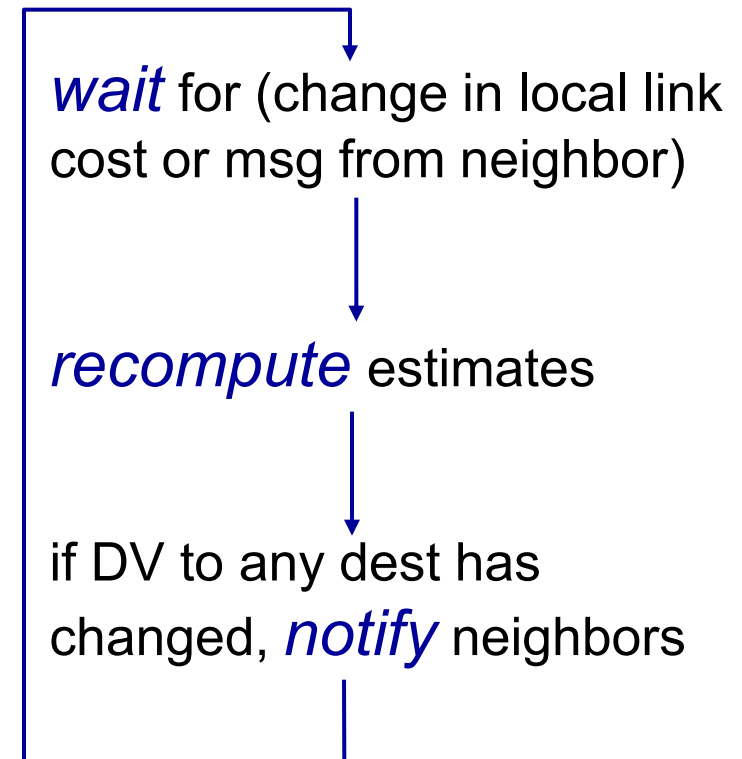 wait for (change in local link
cost or msg from neighbor)
recompute estimates
if DV to any dest has
changed, notify neighbors